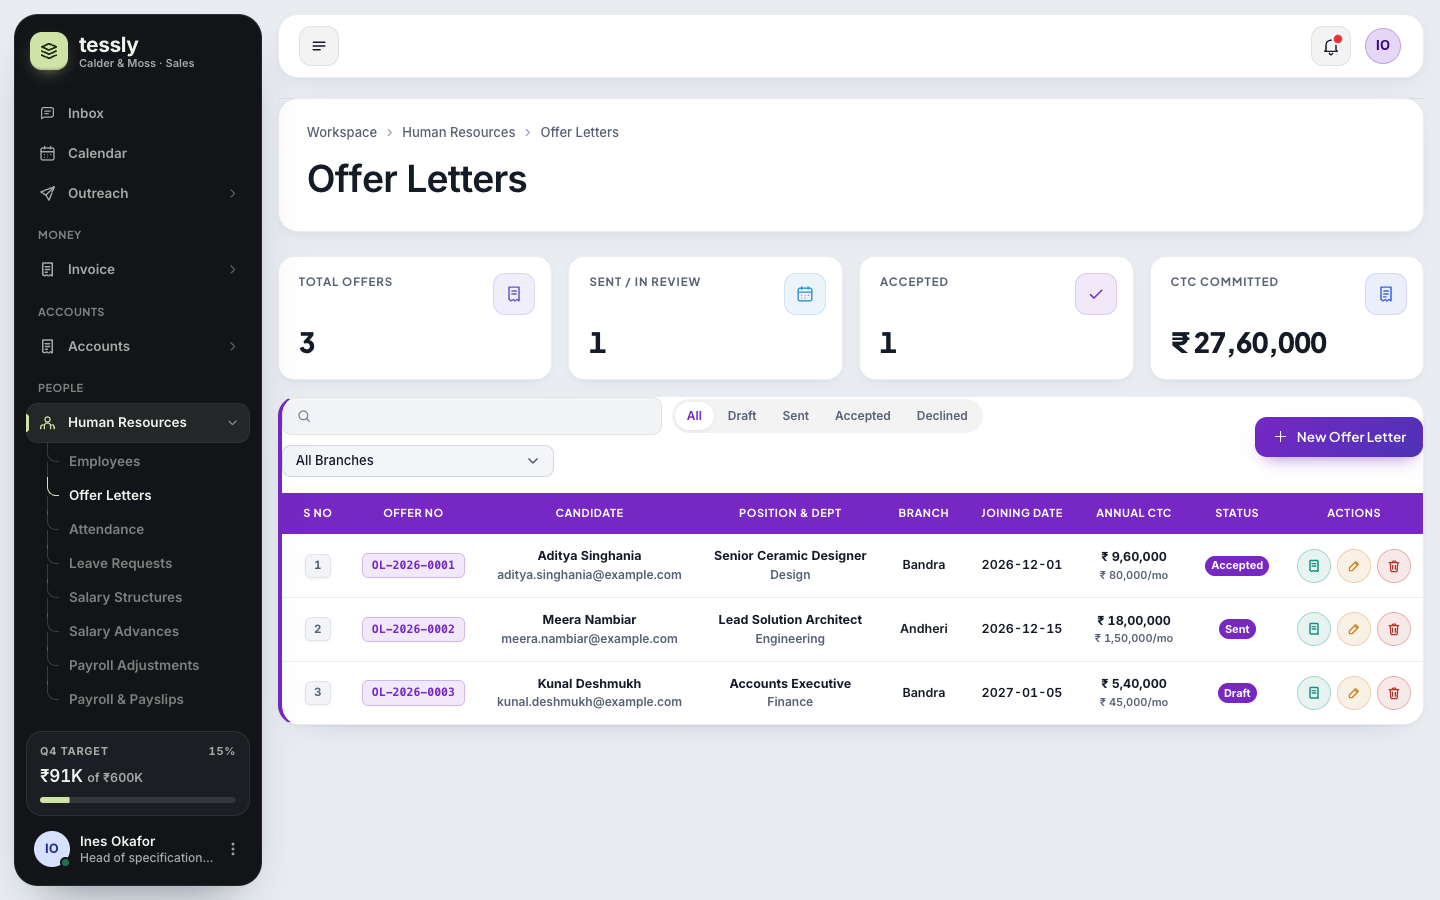 tessly
Calder & Moss · Sales
Inbox
Calendar
Outreach
MONEY
Invoice
ACCOUNTS
Accounts
PEOPLE
Human Resources
Employees
Offer Letters
Attendance
Leave Requests
Salary Structures
Salary Advances
Payroll Adjustments
Payroll & Payslips
Q4 TARGET 15%
₹91K of ₹600K
IO
Ines Okafor
Head of specification...
IO
Workspace > Human Resources > Offer Letters
Offer Letters
TOTAL OFFERS
3
SENT / IN REVIEW
1
ACCEPTED
1
CTC COMMITTED
₹ 27,60,000
All Draft Sent Accepted Declined
All Branches
New Offer Letter
S NO OFFER NO CANDIDATE POSITION & DEPT BRANCH JOINING DATE ANNUAL CTC STATUS ACTIONS
1 OL-2026-0001 Aditya Singhania Senior Ceramic Designer Bandra 2026-12-01 ₹ 9,60,000 Accepted
aditya.singhania@example.com Design ₹ 80,000/mo
2 OL-2026-0002 Meera Nambiar Lead Solution Architect Andheri 2026-12-15 ₹ 18,00,000 Sent
meera.nambiar@example.com Engineering ₹ 1,50,000/mo
3 OL-2026-0003 Kunal Deshmukh Accounts Executive Bandra 2027-01-05 ₹ 5,40,000 Draft
kunal.deshmukh@example.com Finance ₹ 45,000/mo